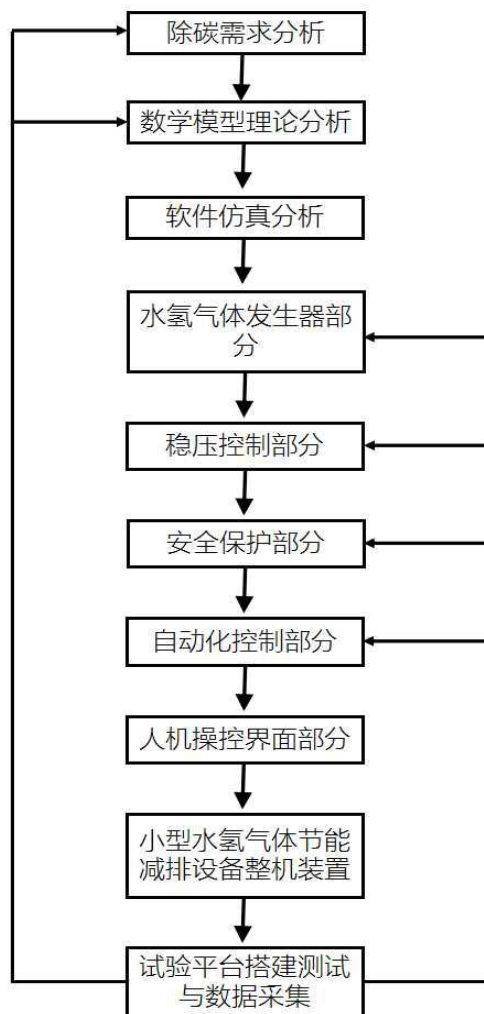 除碳需求分析
数学模型理论分析
软件仿真分析
水氢气体发生器部
分
稳压控制部分
安全保护部分
自动化控制部分
人机操控界面部分
小型水氢气体节能
减排设备整机装置
试验平台搭建测试
与数据采集